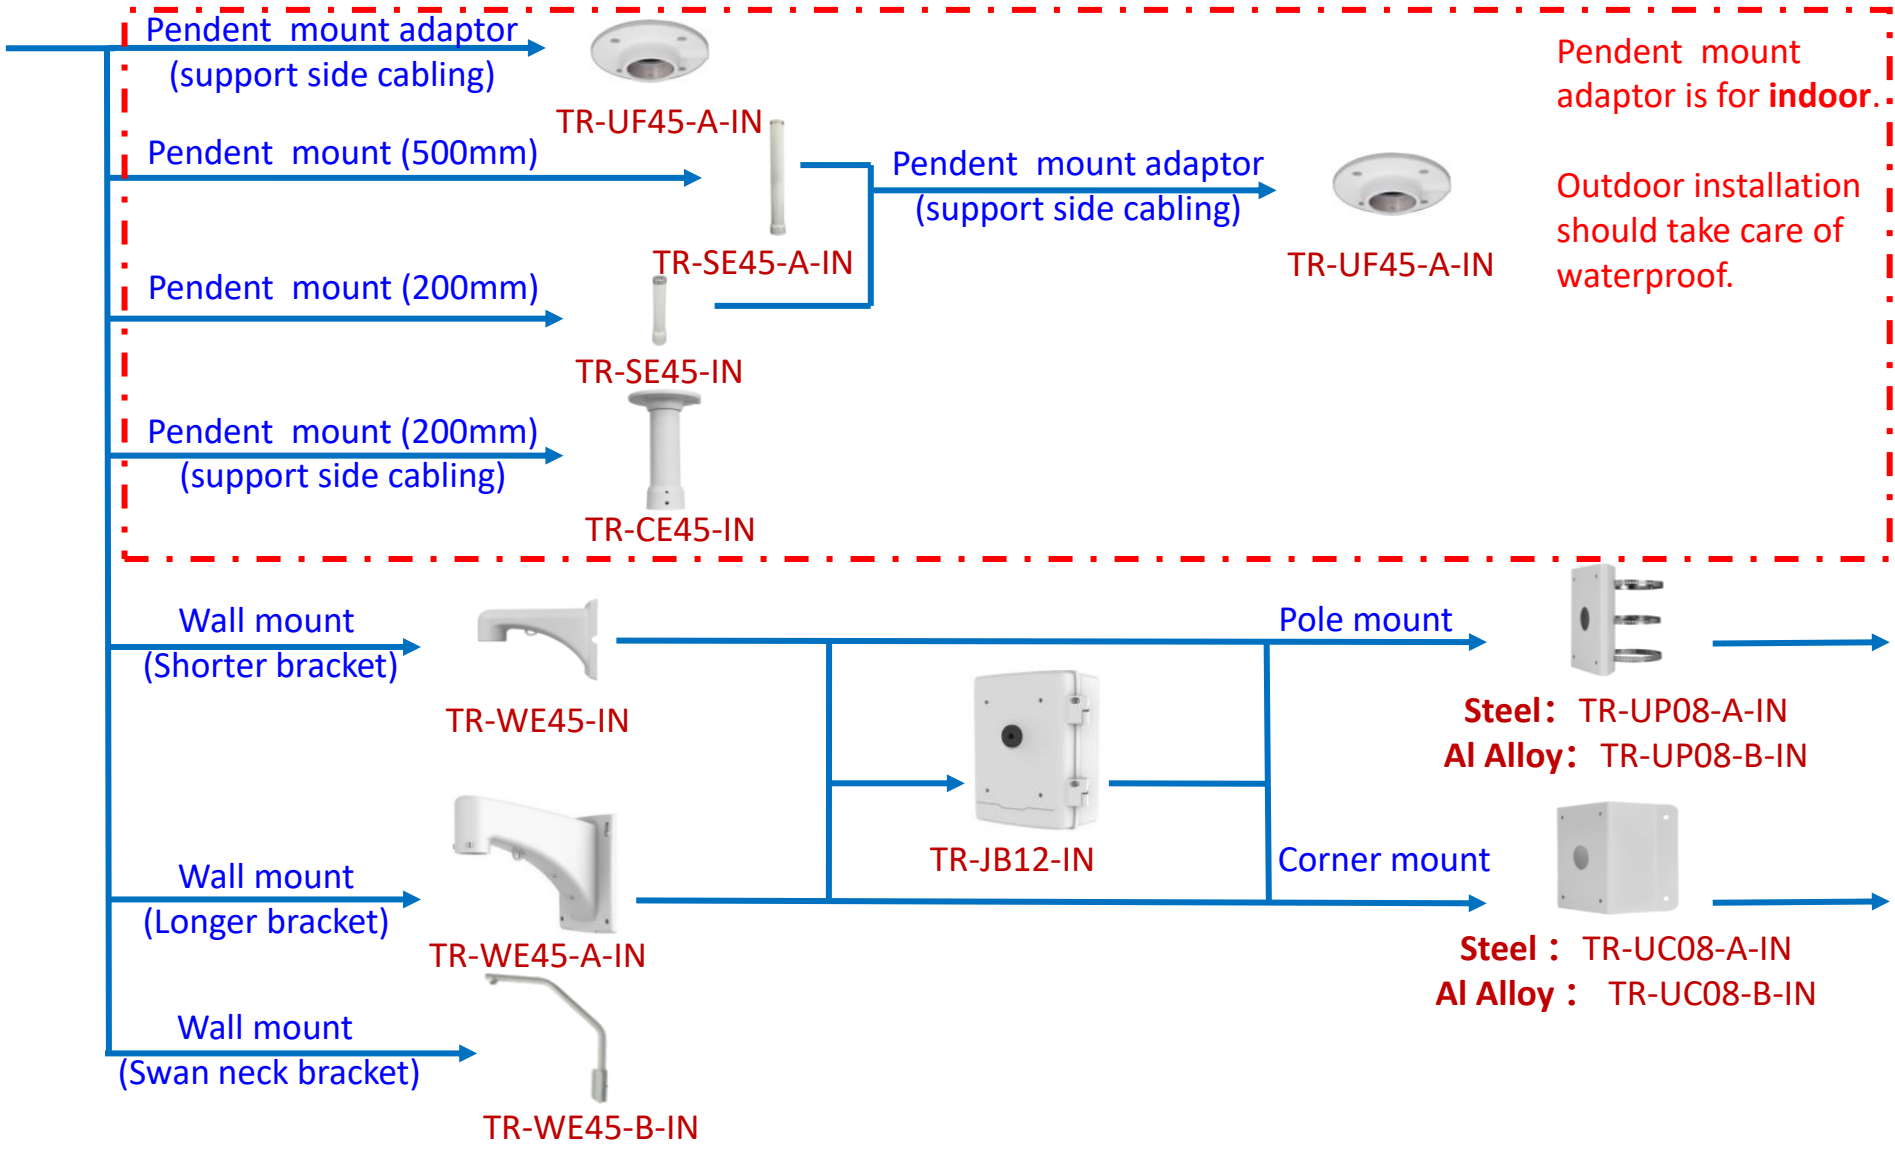 Pendent mount adaptor
(support side cabling)
TR-UF45-A-IN
Pendent mount
adaptor is for indoor.
Outdoor installation
should take care of
waterproof.
Pendent mount (500mm)
TR-SE45-A-IN
Pendent mount adaptor
(support side cabling)
TR-UF45-A-IN
Pendent mount (200mm)
TR-SE45-IN
Pendent mount (200mm)
(support side cabling)
TR-CE45-IN
Wall mount
(Shorter bracket)
TR-WE45-IN
Pole mount
Steel： TR-UP08-A-IN
Al Alloy： TR-UP08-B-IN
TR-JB12-IN
Wall mount
(Longer bracket)
TR-WE45-A-IN
Corner mount
Steel： TR-UC08-A-IN
Al Alloy： TR-UC08-B-IN
Wall mount
(Swan neck bracket)
TR-WE45-B-IN